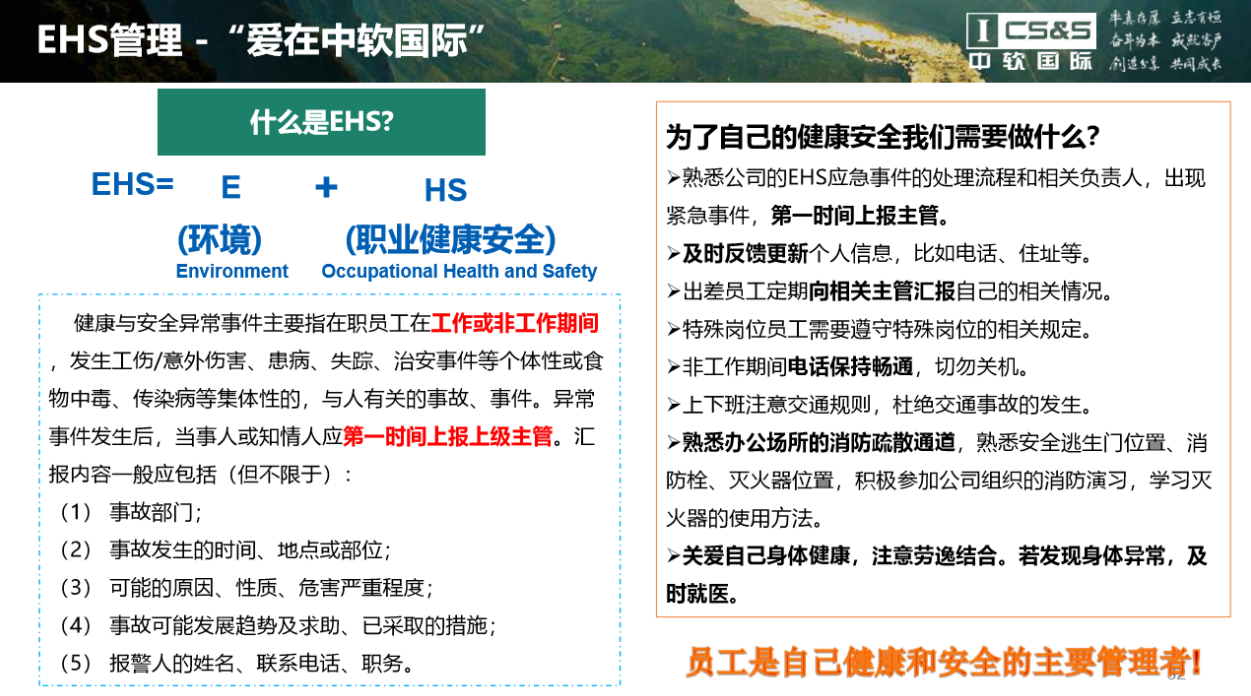 EHS管理 -“爱在中软国际”
I CS&S
中软国际
率真存厚 立志有恒
奋斗为本 成就客户
创造分享 共同成长
什么是EHS?
EHS= E + HS
(环境) (职业健康安全)
Environment Occupational Health and Safety
健康与安全异常事件主要指在职员工在工作或非工作期间
，发生工伤/意外伤害、患病、失踪、治安事件等个体性或食
物中毒、传染病等集体性的，与人有关的事故、事件。异常
事件发生后，当事人或知情人应第一时间上报上级主管。汇
报内容一般应包括（但不限于）：
（1） 事故部门；
（2） 事故发生的时间、地点或部位；
（3） 可能的原因、性质、危害严重程度；
（4） 事故可能发展趋势及求助、已采取的措施；
（5） 报警人的姓名、联系电话、职务。
为了自己的健康安全我们需要做什么?
➢熟悉公司的EHS应急事件的处理流程和相关负责人，出现
紧急事件，第一时间上报主管。
➢及时反馈更新个人信息，比如电话、住址等。
➢出差员工定期向相关主管汇报自己的相关情况。
➢特殊岗位员工需要遵守特殊岗位的相关规定。
➢非工作期间电话保持畅通，切勿关机。
➢上下班注意交通规则，杜绝交通事故的发生。
➢熟悉办公场所的消防疏散通道，熟悉安全逃生门位置、消
防栓、灭火器位置，积极参加公司组织的消防演习，学习灭
火器的使用方法。
➢关爱自己身体健康，注意劳逸结合。若发现身体异常，及
时就医。
员工是自己健康和安全的主要管理者!